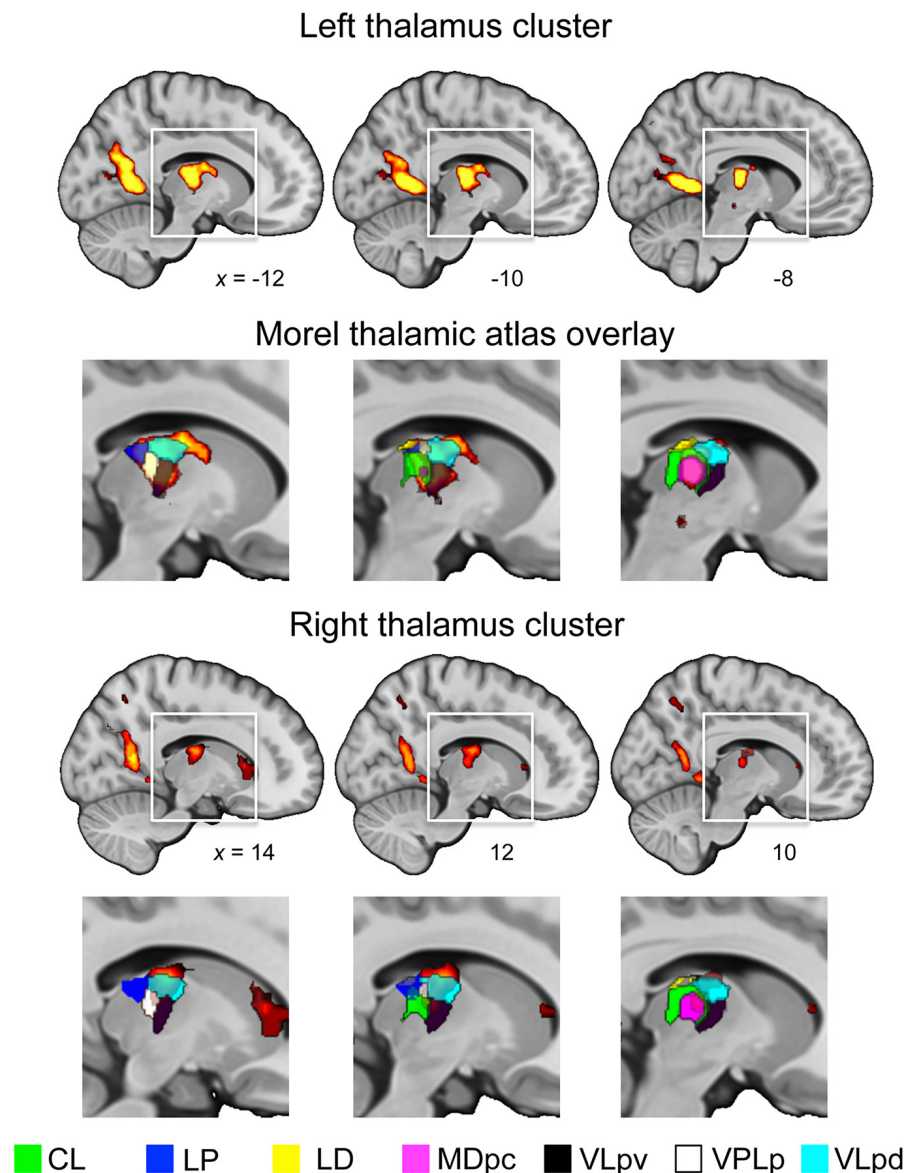 Left thalamus cluster
x = -12 -10 -8
Morel thalamic atlas overlay
Right thalamus cluster
x = 14 12 10
CL LP LD MDpc VLpv VPLp VLpd